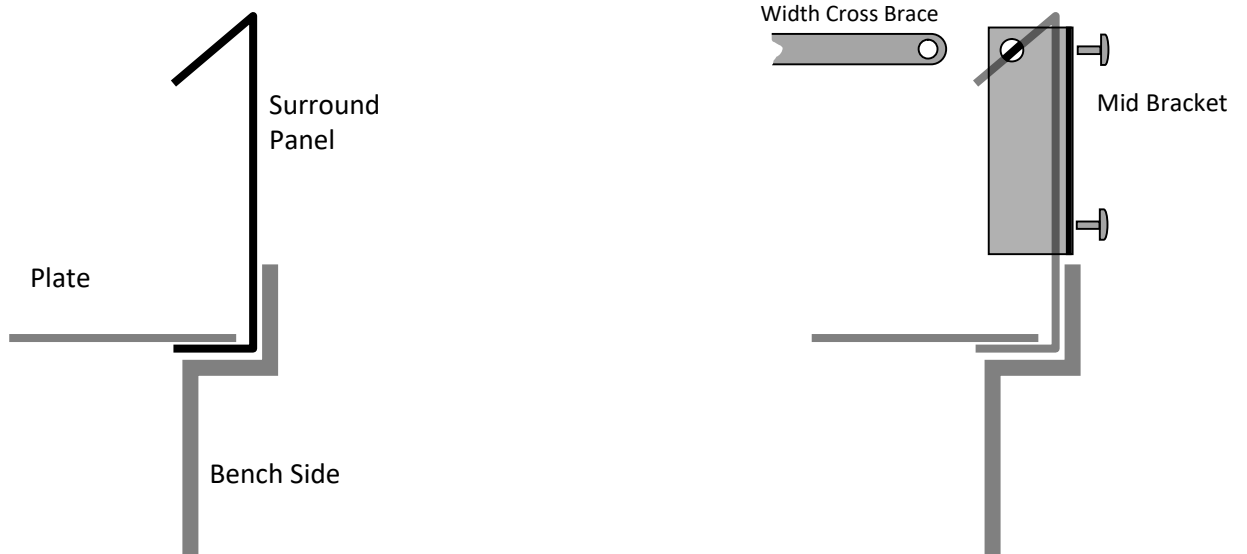 Width Cross Brace
Surround
Panel
Mid Bracket
Plate
Bench Side